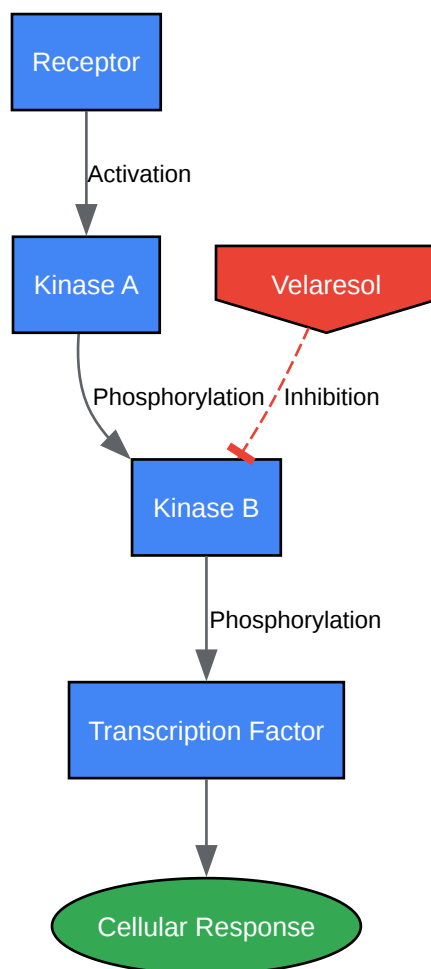 Receptor
Activation
Kinase A
Velaresol
Phosphorylation
Inhibition
Kinase B
Phosphorylation
Transcription Factor
Cellular Response